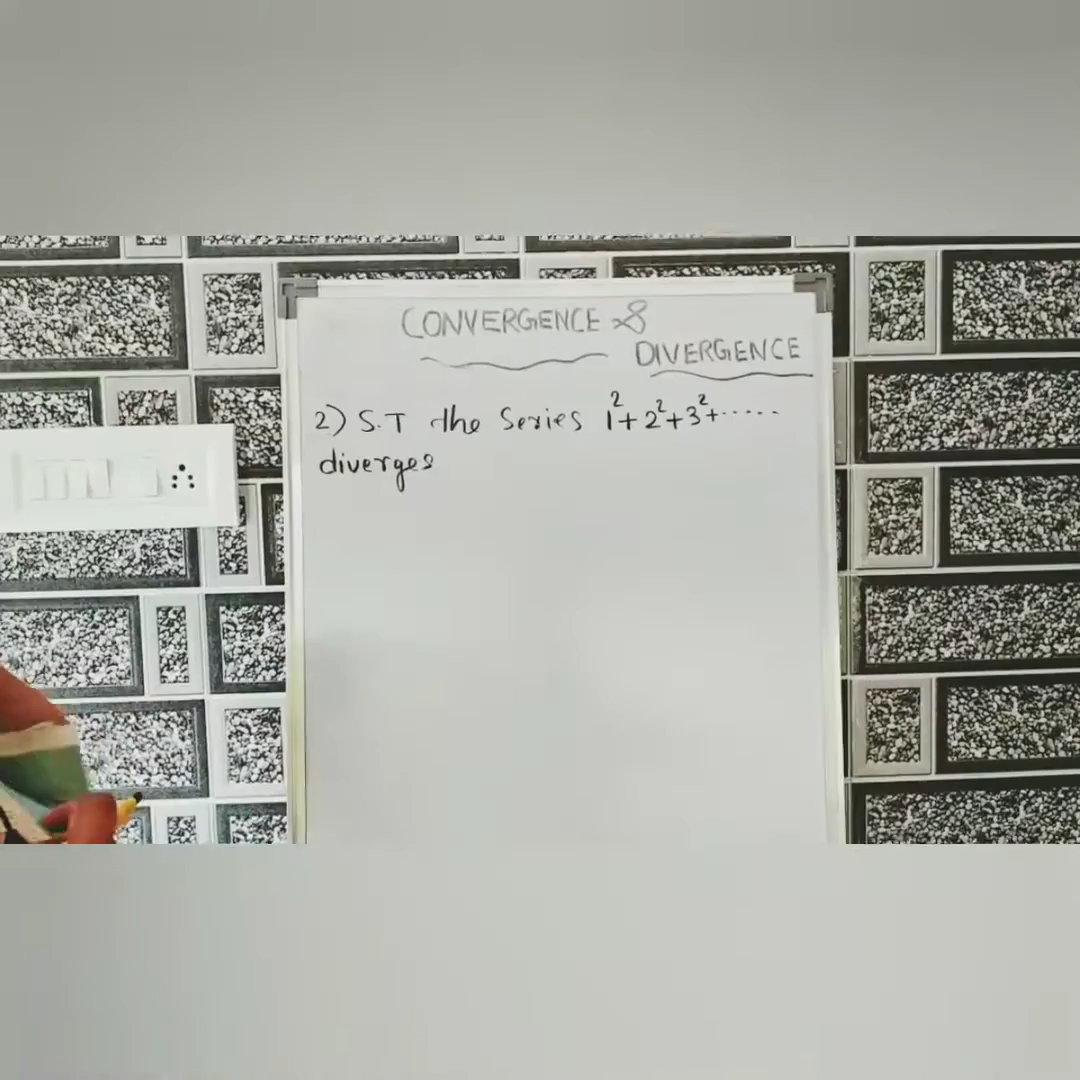 CONVERGENCE &
DIVERGENCE
2) S.T the Series 1²+2²+3²+.....
diverges